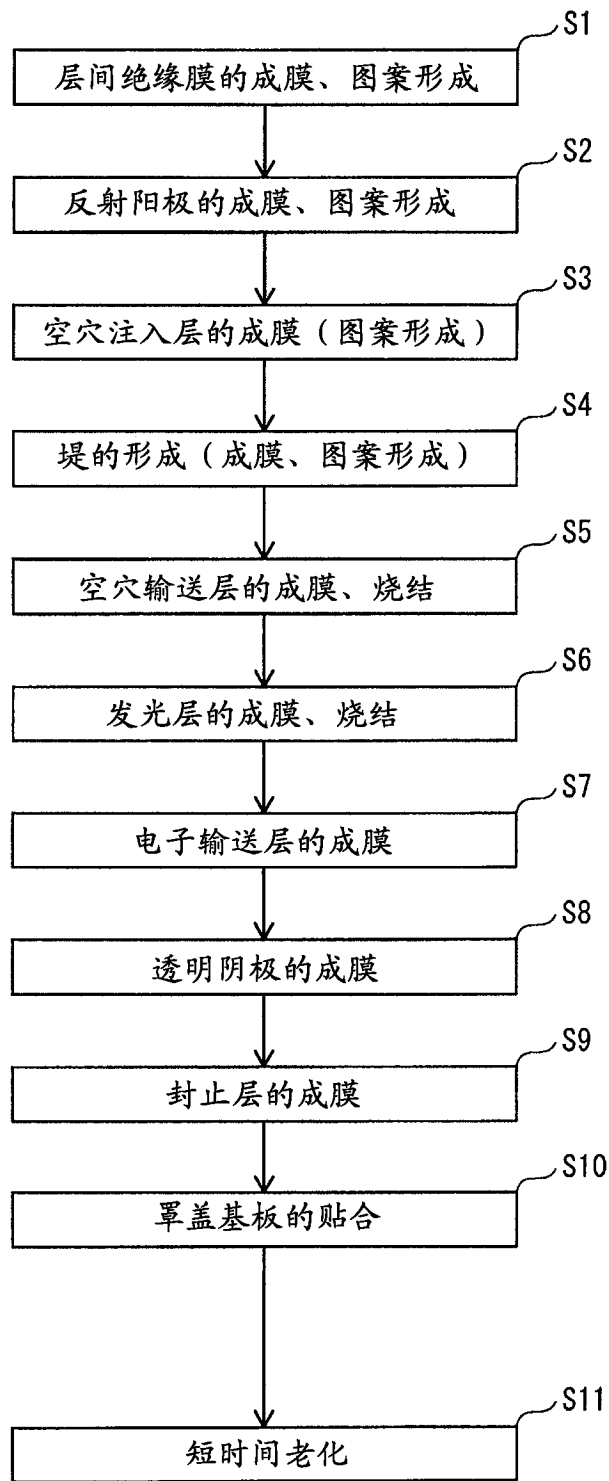 S1
层间绝缘膜的成膜、图案形成
S2
反射阳极的成膜、图案形成
S3
空穴注入层的成膜（图案形成）
S4
堤的形成（成膜、图案形成）
S5
空穴输送层的成膜、烧结
S6
发光层的成膜、烧结
S7
电子输送层的成膜
S8
透明阴极的成膜
S9
封止层的成膜
S10
罩盖基板的贴合
S11
短时间老化